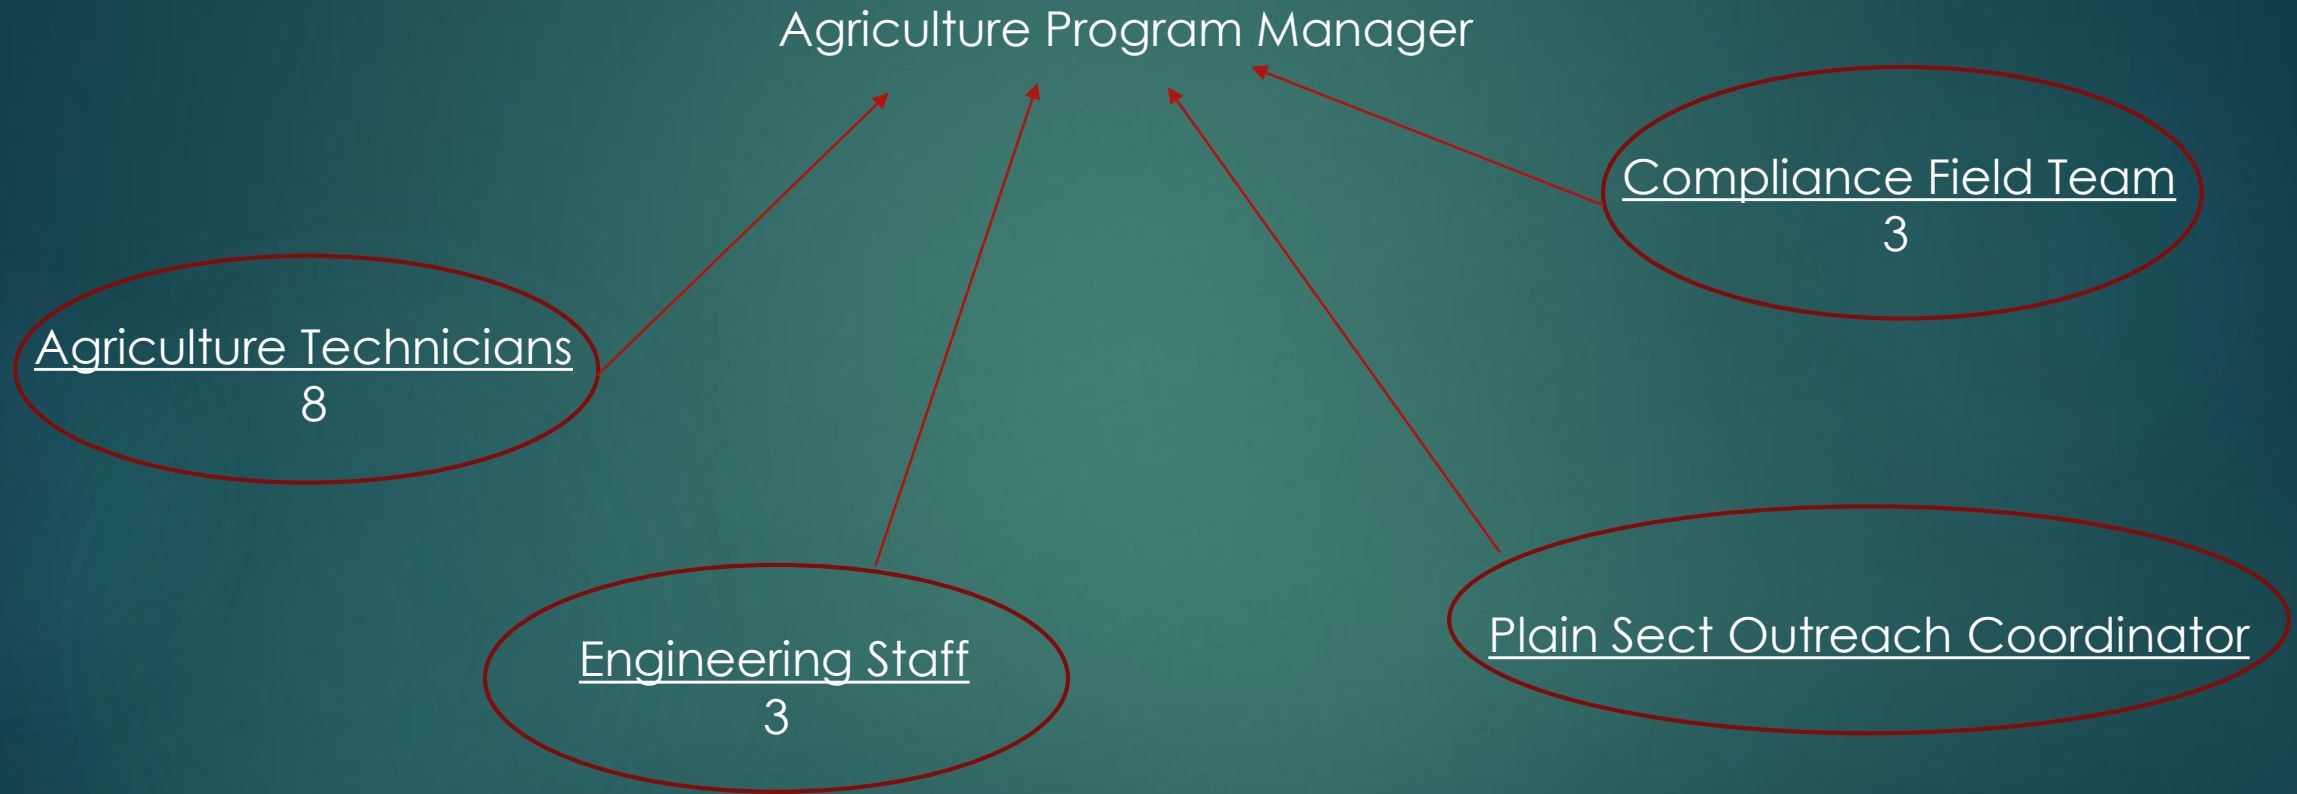 Agriculture Program Manager
Compliance Field Team
3
Agriculture Technicians
8
Engineering Staff
3
Plain Sect Outreach Coordinator